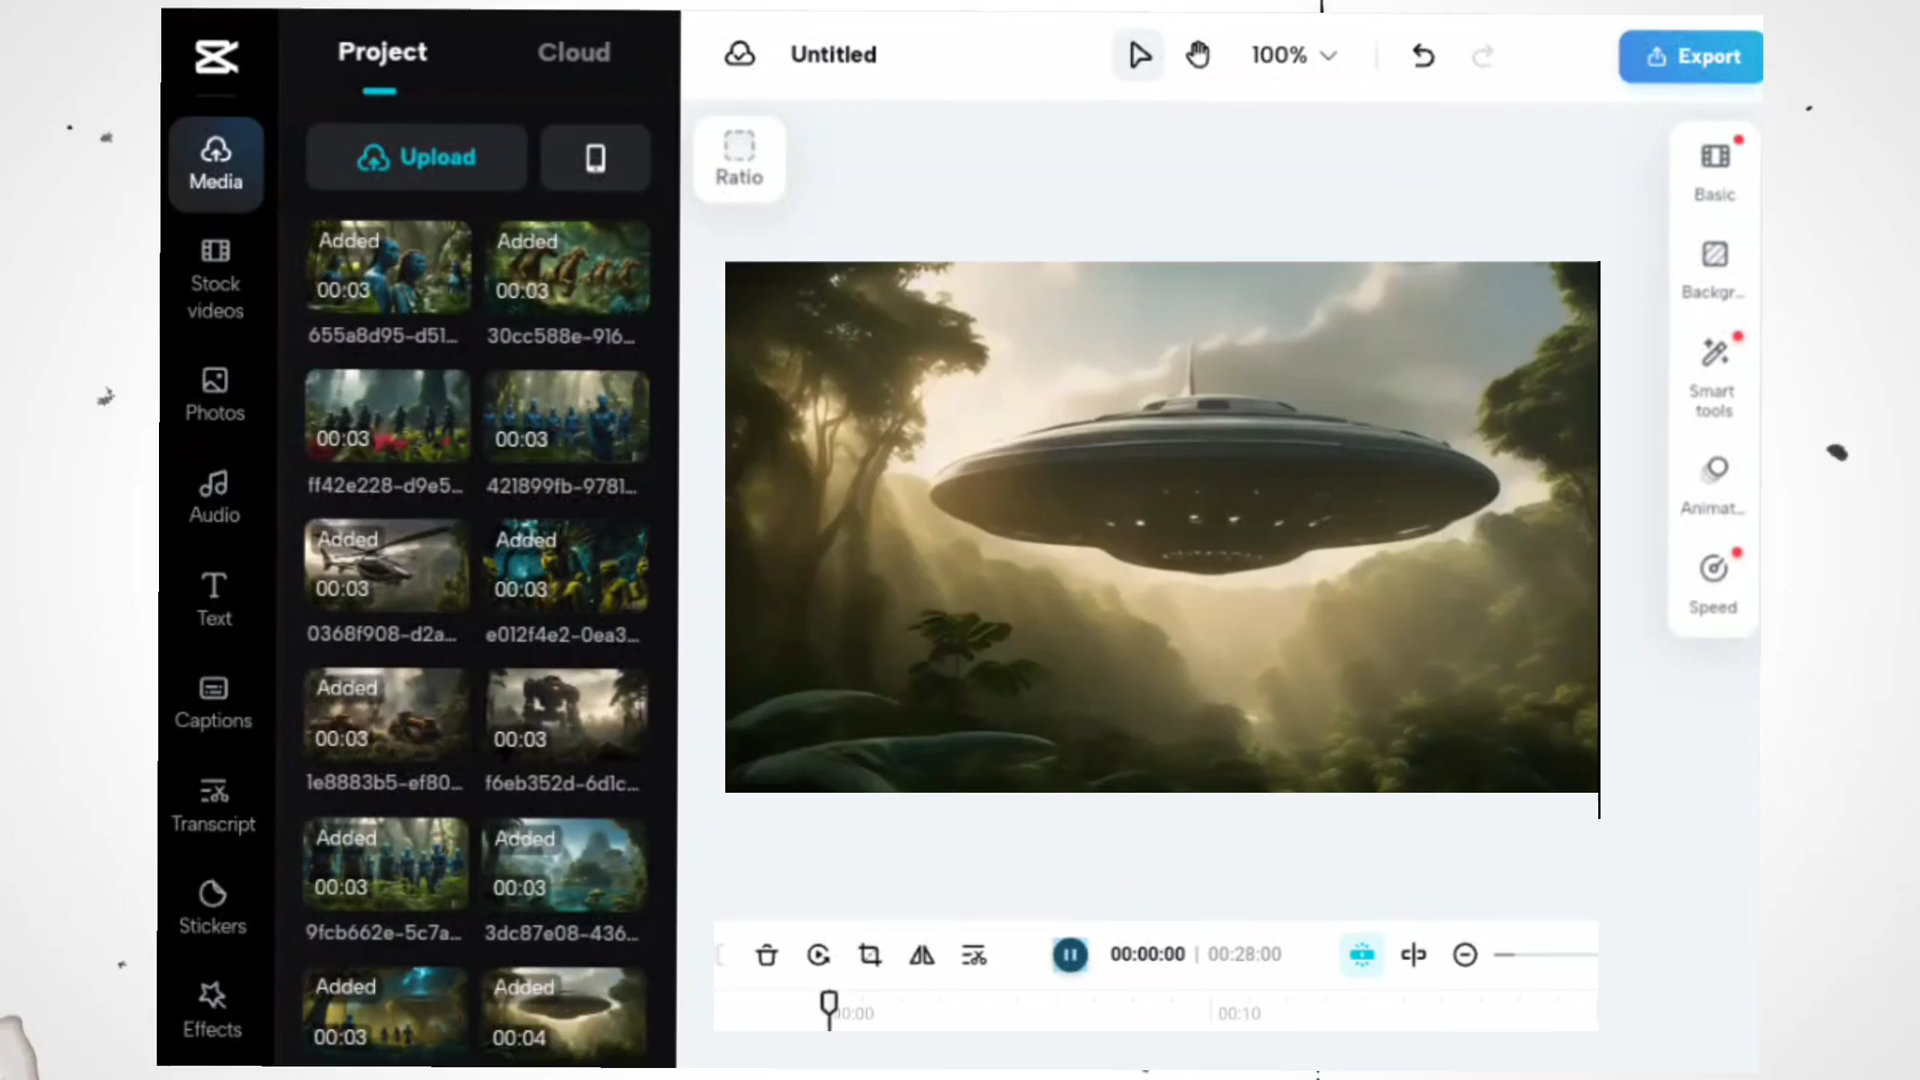 Project
Cloud
Untitled
100%
Export
Media
Upload
Ratio
Basic
Stock
videos
Added
00:03
655a8d95-d51...
Added
00:03
30cc588e-916...
Backgr...
Photos
00:03
ff42e228-d9e5...
00:03
421899fb-9781...
Smart
tools
Audio
Added
00:03
0368f908-d2a...
Added
00:03
e012f4e2-0ea3...
Animat...
Text
Speed
Captions
Added
00:03
1e8883b5-ef80...
00:03
f6eb352d-6d1c...
Transcript
Added
00:03
9fcb662e-5c7a...
Added
00:03
3dc87e08-436...
Stickers
00:00:00 | 00:28:00
Effects
Added
00:03
Added
00:04
00:00
00:10